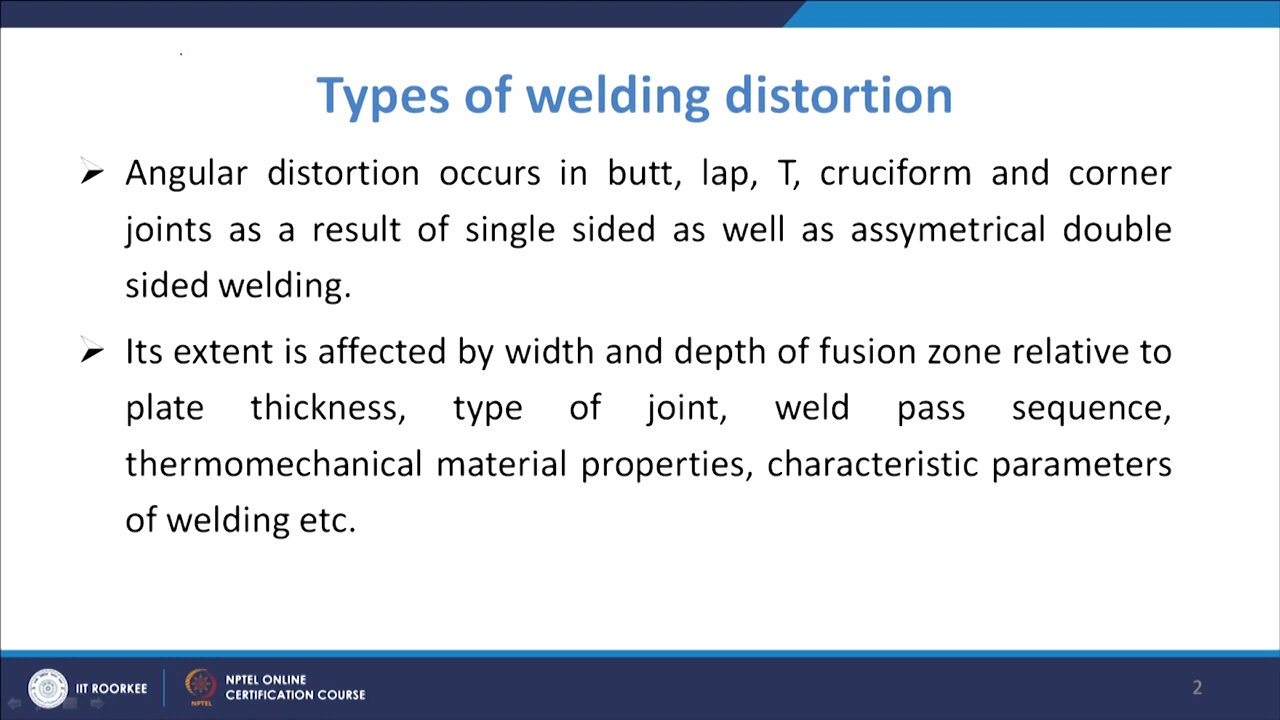 Types of welding distortion
Angular distortion occurs in butt, lap, T, cruciform and corner
joints as a result of single sided as well as assymetrical double
sided welding.
Its extent is affected by width and depth of fusion zone relative to
plate thickness, type of joint, weld pass sequence,
thermomechanical material properties, characteristic parameters
of welding etc.
IIT ROORKEE
NPTEL
NPTEL ONLINE
CERTIFICATION COURSE
2